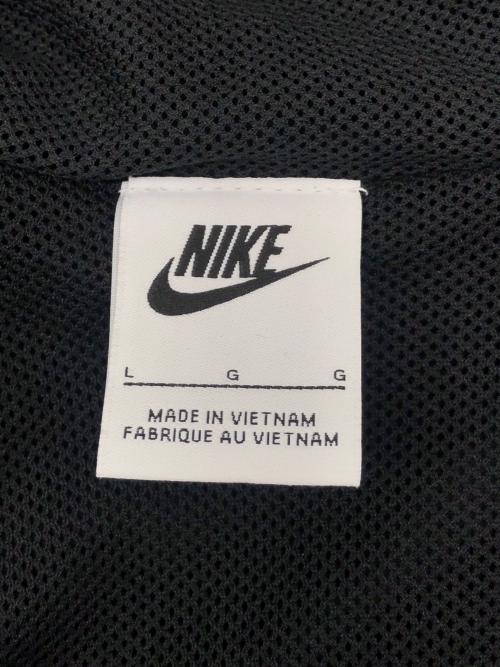 NIKE
L G G
MADE IN VIETNAM
FABRIQUE AU VIETNAM